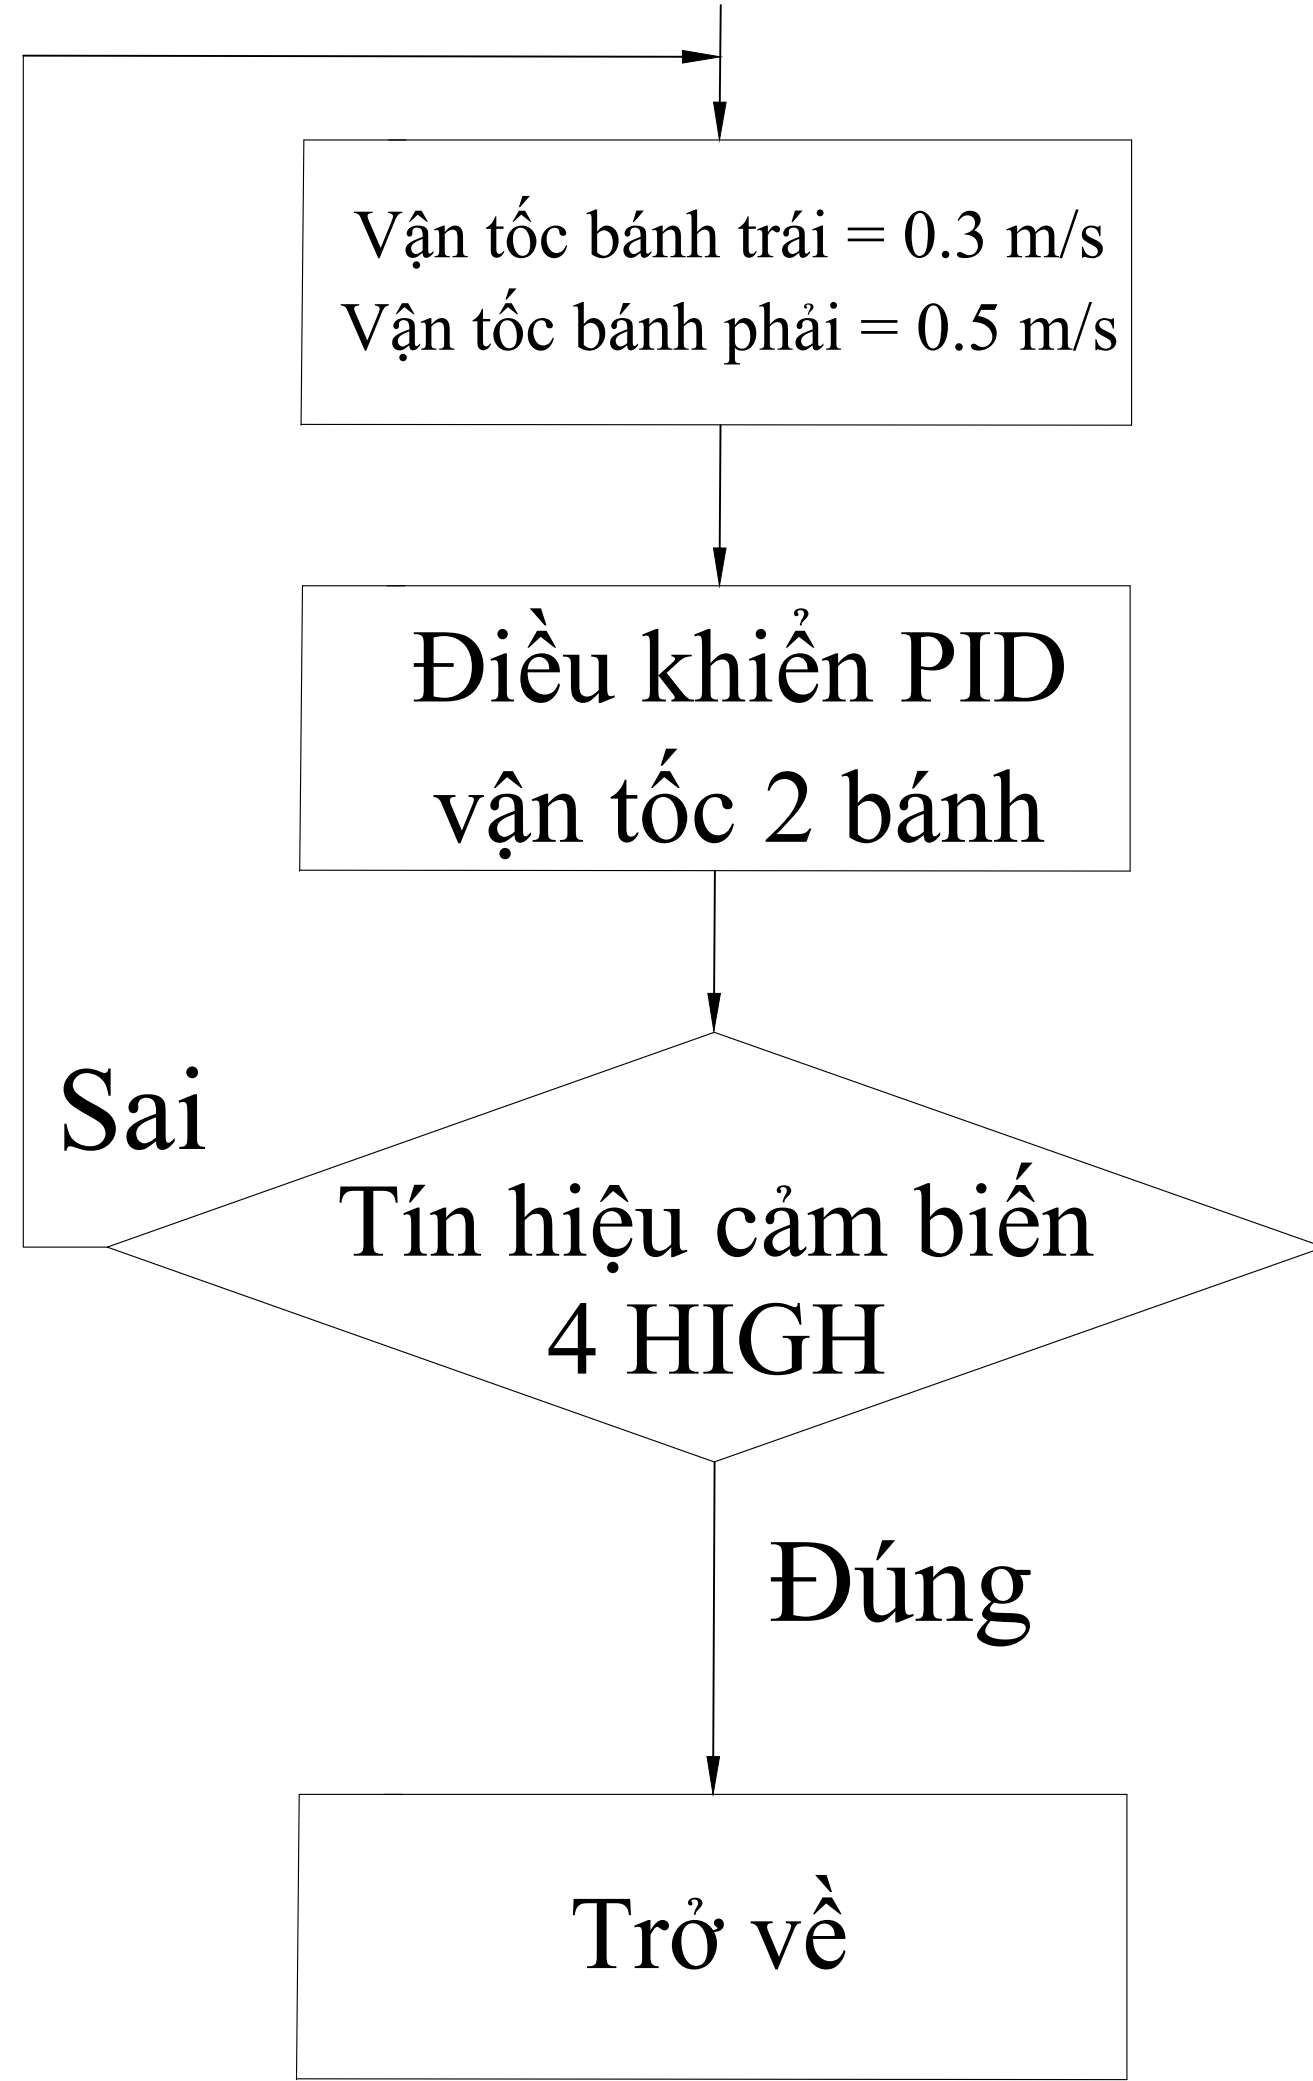 Vận tốc bánh trái = 0.3 m/s
Vận tốc bánh phải = 0.5 m/s
Điều khiển PID
vận tốc 2 bánh
Sai
Tín hiệu cảm biến
4 HIGH
Đúng
Trở về